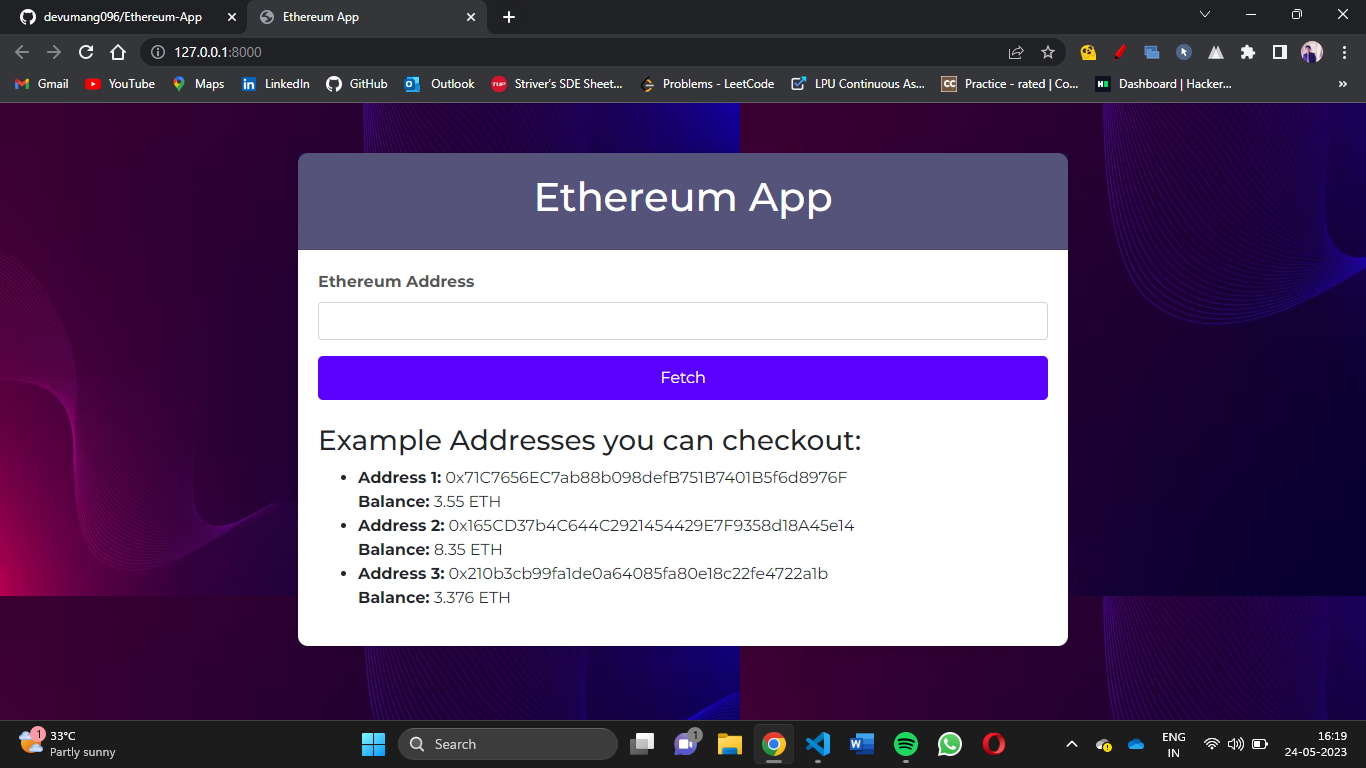 devumang096/Ethereum-App
Ethereum App
127.0.0.1:8000
Gmail
YouTube
Maps
LinkedIn
GitHub
Outlook
TUF
Striver's SDE Sheet...
Problems - LeetCode
LPU Continuous As...
CC
Practice - rated | Co...
H
Dashboard | Hacker...
»
Ethereum App
Ethereum Address
Fetch
Example Addresses you can checkout:
• Address 1: 0x71C7656EC7ab88b098defB751B7401B5f6d8976F
Balance: 3.55 ETH
• Address 2: 0x165CD37b4C644C2921454429E7F9358d18A45e14
Balance: 8.35 ETH
• Address 3: 0x210b3cb99fa1de0a64085fa80e18c22fe4722a1b
Balance: 3.376 ETH
1
33°C
Partly sunny
Search
1
ENG
IN
16:19
24-05-2023